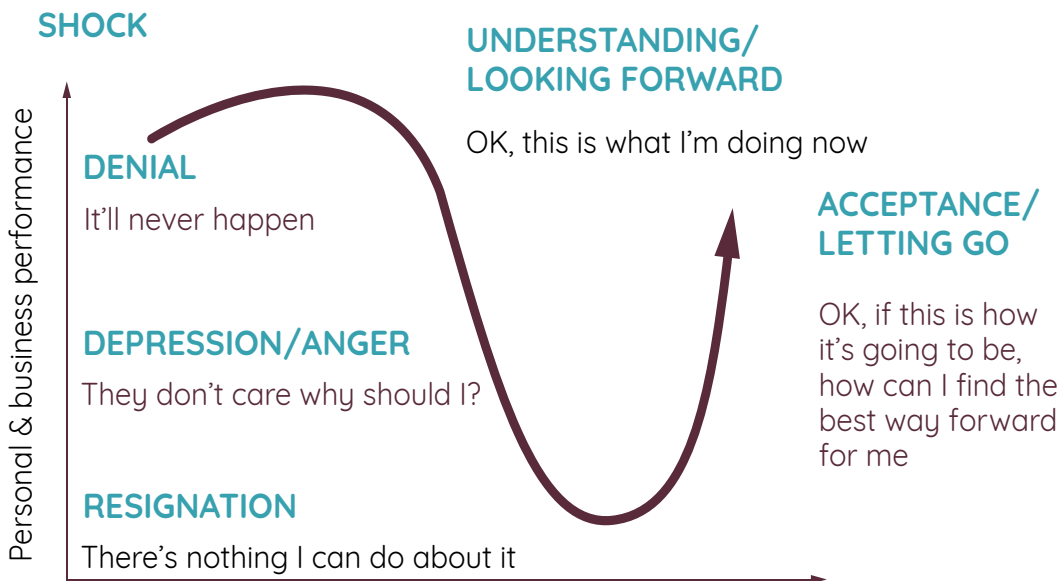 SHOCK
UNDERSTANDING/
LOOKING FORWARD
OK, this is what I'm doing now
Personal & business performance
DENIAL
It'll never happen
ACCEPTANCE/
LETTING GO
OK, if this is how
it's going to be,
how can I find the
best way forward
for me
DEPRESSION/ANGER
They don't care why should I?
RESIGNATION
There's nothing I can do about it